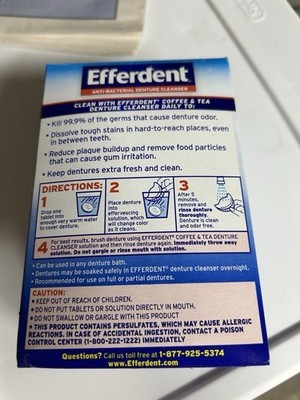 Efferdent
ANTI-BACTERIAL DENTURE CLEANSER
CLEAN WITH EFFERDENT® COFFEE & TEA
DENTURE CLEANSER DAILY TO:
• Kill 99.9% of the germs that cause denture odor.
• Dissolve tough stains in hard-to-reach places, even
in between teeth.
• Reduce plaque buildup and remove food particles
that can cause gum irritation.
• Keep dentures extra fresh and clean.
DIRECTIONS:
1
Drop one
tablet into
enough very warm water
to cover denture.
2
Place denture
into
effervescing
solution, which
will change color
as it cleans.
3
After 5
minutes,
remove and
rinse denture
thoroughly.
Denture is clean
and odor free.
4 For best results, brush denture using EFFERDENT® COFFEE & TEA DENTURE
CLEANSER solution and then rinse denture again. Immediately throw away
solution. Do not gargle or rinse mouth with solution.
• Can be used in any denture bath.
• Dentures may be soaked safely in EFFERDENT® denture cleanser overnight.
• Recommended for use on full or partial dentures.
CAUTION:
• KEEP OUT OF REACH OF CHILDREN.
• DO NOT PUT TABLETS OR SOLUTION DIRECTLY IN MOUTH.
• DO NOT SWALLOW OR GARGLE WITH THIS PRODUCT
• THIS PRODUCT CONTAINS PERSULFATES, WHICH MAY CAUSE ALLERGIC
REACTIONS. IN CASE OF ACCIDENTAL INGESTION, CONTACT A POISON
CONTROL CENTER (1-800-222-1222) IMMEDIATELY
Questions? Call us toll free at 1-877-925-5374
www.Efferdent.com